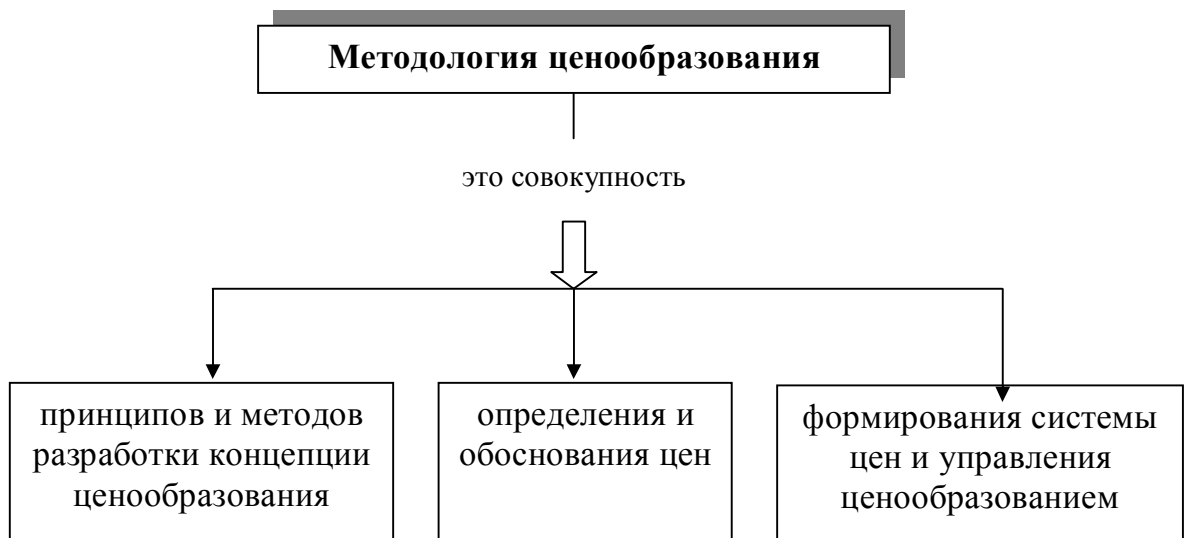 Методология ценообразования
это совокупность
принципов и методов
разработки концепции
ценообразования
определения и
обоснования цен
формирования системы
цен и управления
ценообразованием